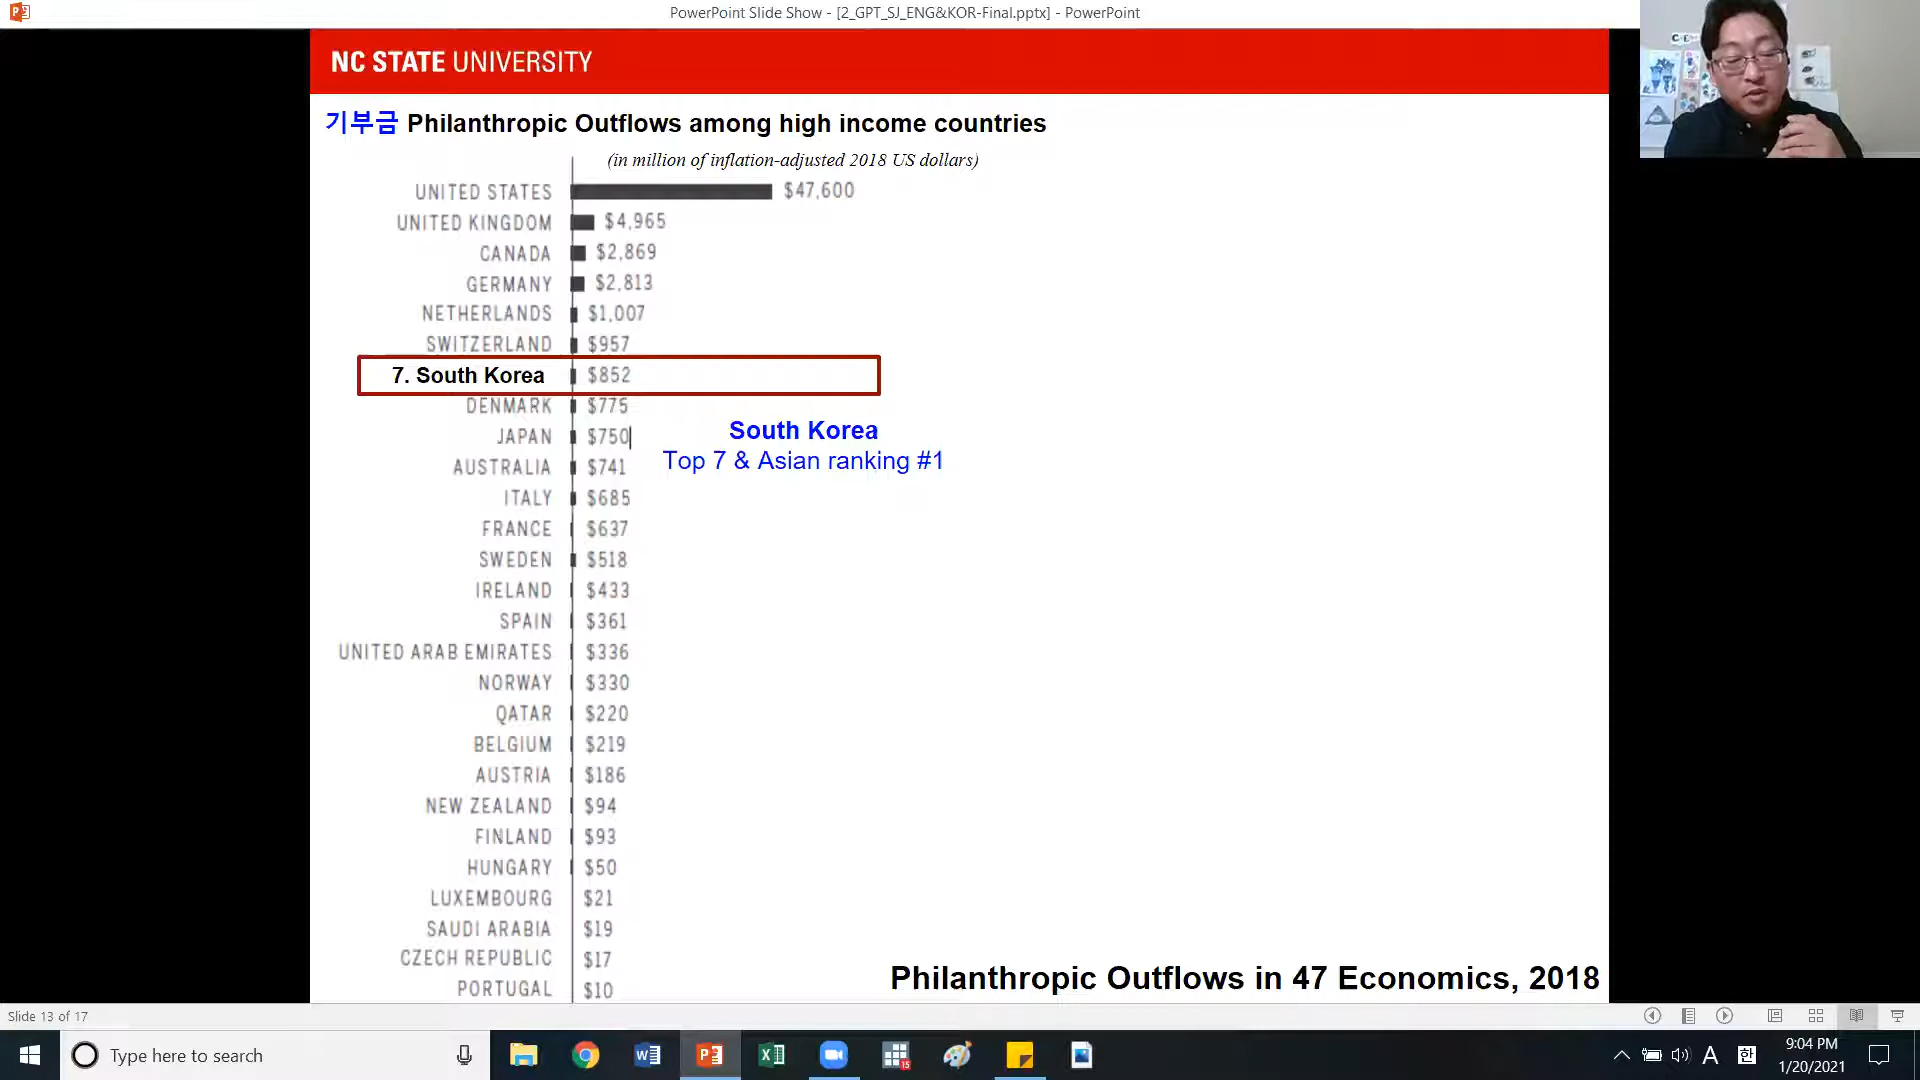 PowerPoint Slide Show - [2_GPT_SJ_ENG&KOR-Final.pptx] - PowerPoint
NC STATE UNIVERSITY
기부금 Philanthropic Outflows among high income countries
(in million of inflation-adjusted 2018 US dollars)
UNITED STATES $47,600
UNITED KINGDOM $4,965
CANADA $2,869
GERMANY $2,813
NETHERLANDS $1,007
SWITZERLAND $957
7. South Korea $852
DENMARK $775
JAPAN $750
South Korea
Top 7 & Asian ranking #1
AUSTRALIA $741
ITALY $685
FRANCE $637
SWEDEN $518
IRELAND $433
SPAIN $361
UNITED ARAB EMIRATES $336
NORWAY $330
QATAR $220
BELGIUM $219
AUSTRIA $186
NEW ZEALAND $94
FINLAND $93
HUNGARY $50
LUXEMBOURG $21
SAUDI ARABIA $19
CZECH REPUBLIC $17
PORTUGAL $10
Philanthropic Outflows in 47 Economics, 2018
Slide 13 of 17
Type here to search
15
A
한
9:04 PM
1/20/2021